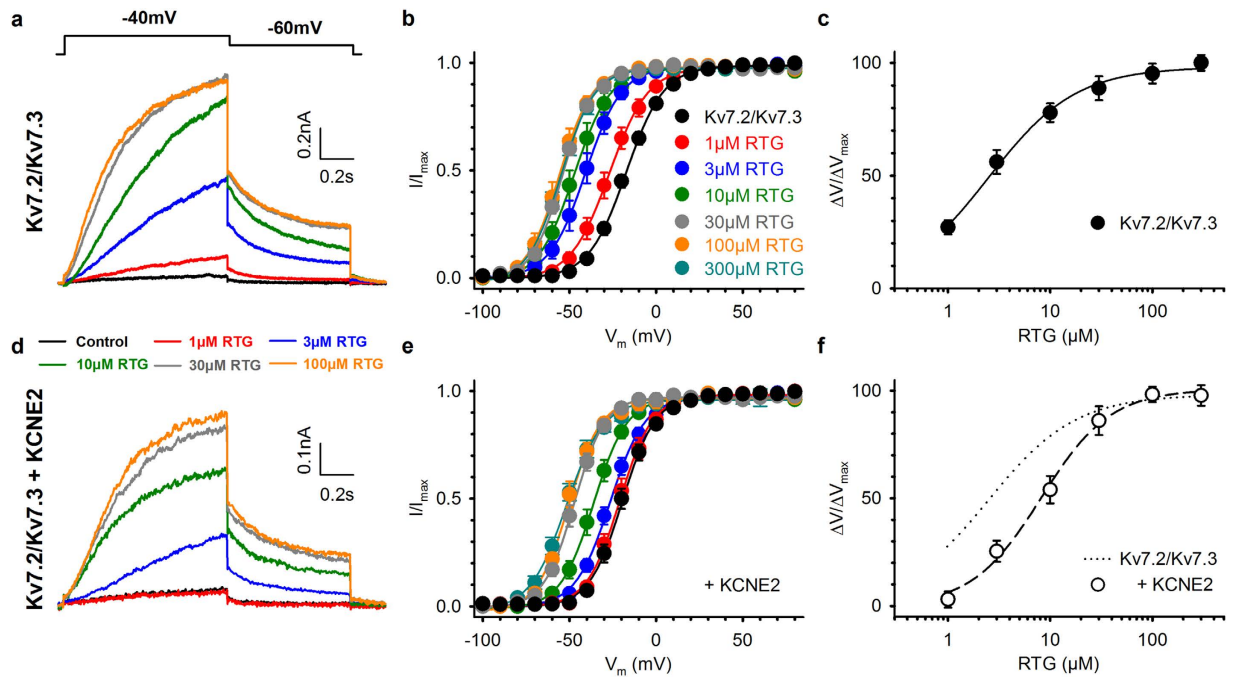 a
-40mV
-60mV
Kv7.2/Kv7.3
0.2nA
0.2s
b
1.0
0.5
0.0
I/Imax
-100
-50
0
50
Vm (mV)
Kv7.2/Kv7.3
1µM RTG
3µM RTG
10µM RTG
30µM RTG
100µM RTG
300µM RTG
c
100
50
0
ΔV/ΔVmax
1
10
100
RTG (µM)
Kv7.2/Kv7.3
d
Control 1µM RTG 3µM RTG
10µM RTG 30µM RTG 100µM RTG
Kv7.2/Kv7.3 + KCNE2
0.1nA
0.2s
e
1.0
0.5
0.0
I/Imax
-100
-50
0
50
Vm (mV)
+ KCNE2
f
100
50
0
ΔV/ΔVmax
1
10
100
RTG (µM)
Kv7.2/Kv7.3
+ KCNE2